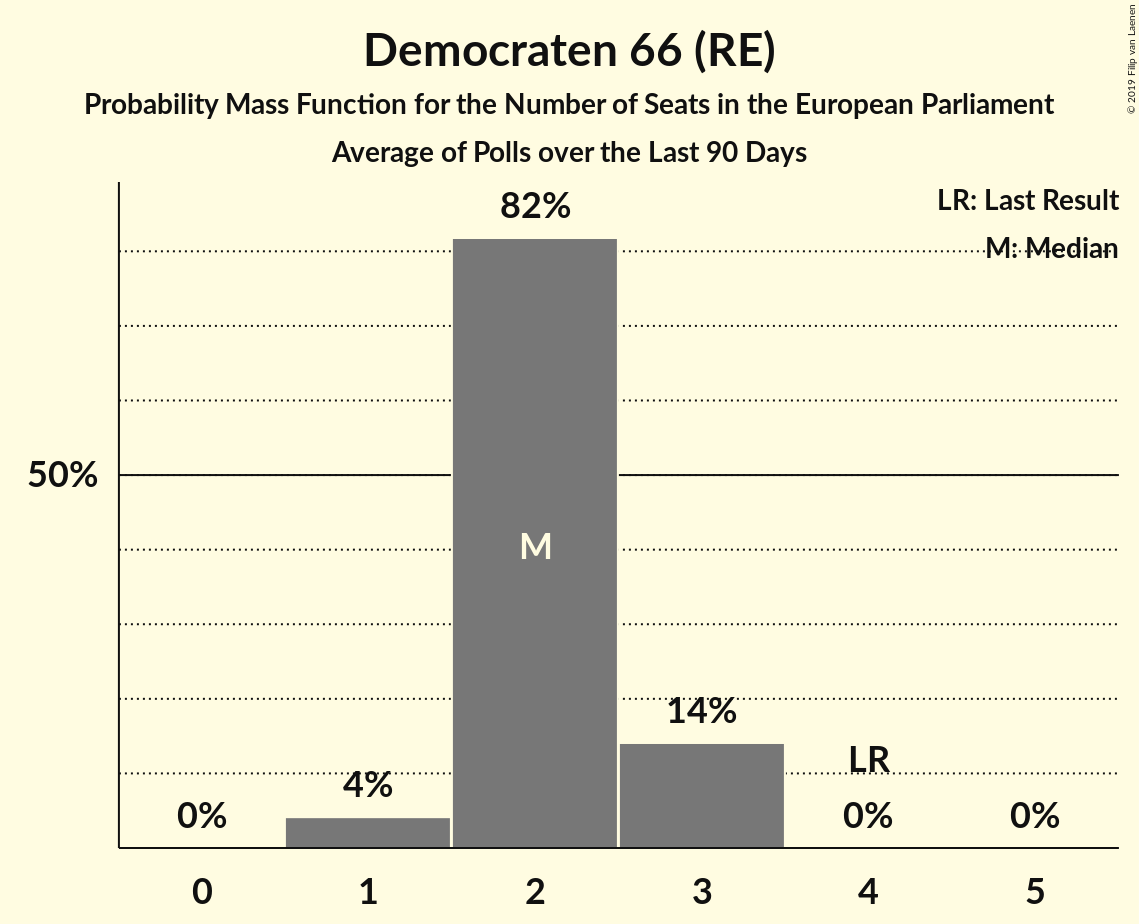 Democraten 66 (RE)
Probability Mass Function for the Number of Seats in the European Parliament
Average of Polls over the Last 90 Days
© 2019 Filip van Laenen
LR: Last Result
M: Median
82%
50%
M
14%
LR
4%
0%
0%
0%
0 1 2 3 4 5